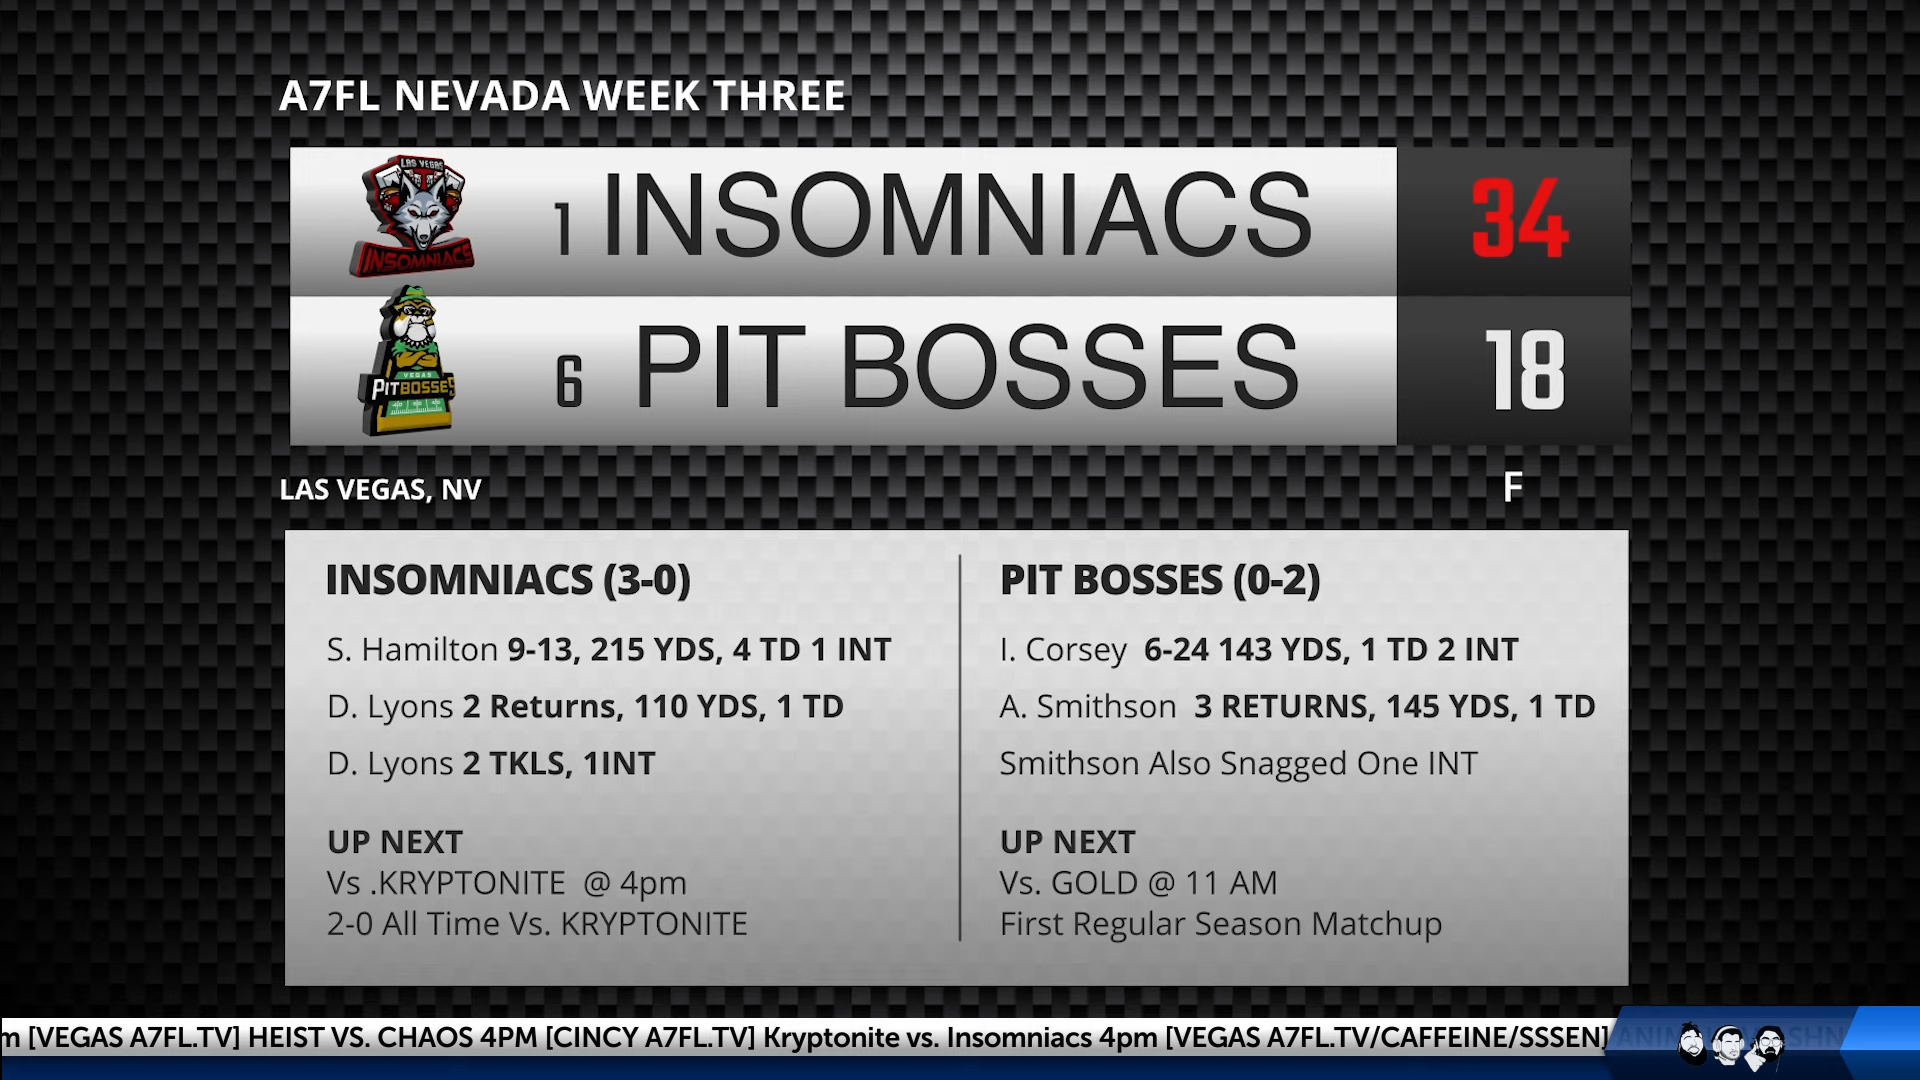 A7FL NEVADA WEEK THREE
LAS VEGAS
INSOMNIACS
1 INSOMNIACS 34
VEGAS
PITBOSSES
6 PIT BOSSES 18
LAS VEGAS, NV F
INSOMNIACS (3-0)
S. Hamilton 9-13, 215 YDS, 4 TD 1 INT
D. Lyons 2 Returns, 110 YDS, 1 TD
D. Lyons 2 TKLS, 1INT
UP NEXT
Vs .KRYPTONITE @ 4pm
2-0 All Time Vs. KRYPTONITE
PIT BOSSES (0-2)
I. Corsey 6-24 143 YDS, 1 TD 2 INT
A. Smithson 3 RETURNS, 145 YDS, 1 TD
Smithson Also Snagged One INT
UP NEXT
Vs. GOLD @ 11 AM
First Regular Season Matchup
m [VEGAS A7FL.TV] HEIST VS. CHAOS 4PM [CINCY A7FL.TV] Kryptonite vs. Insomniacs 4pm [VEGAS A7FL.TV/CAFFEINE/SSSEN]